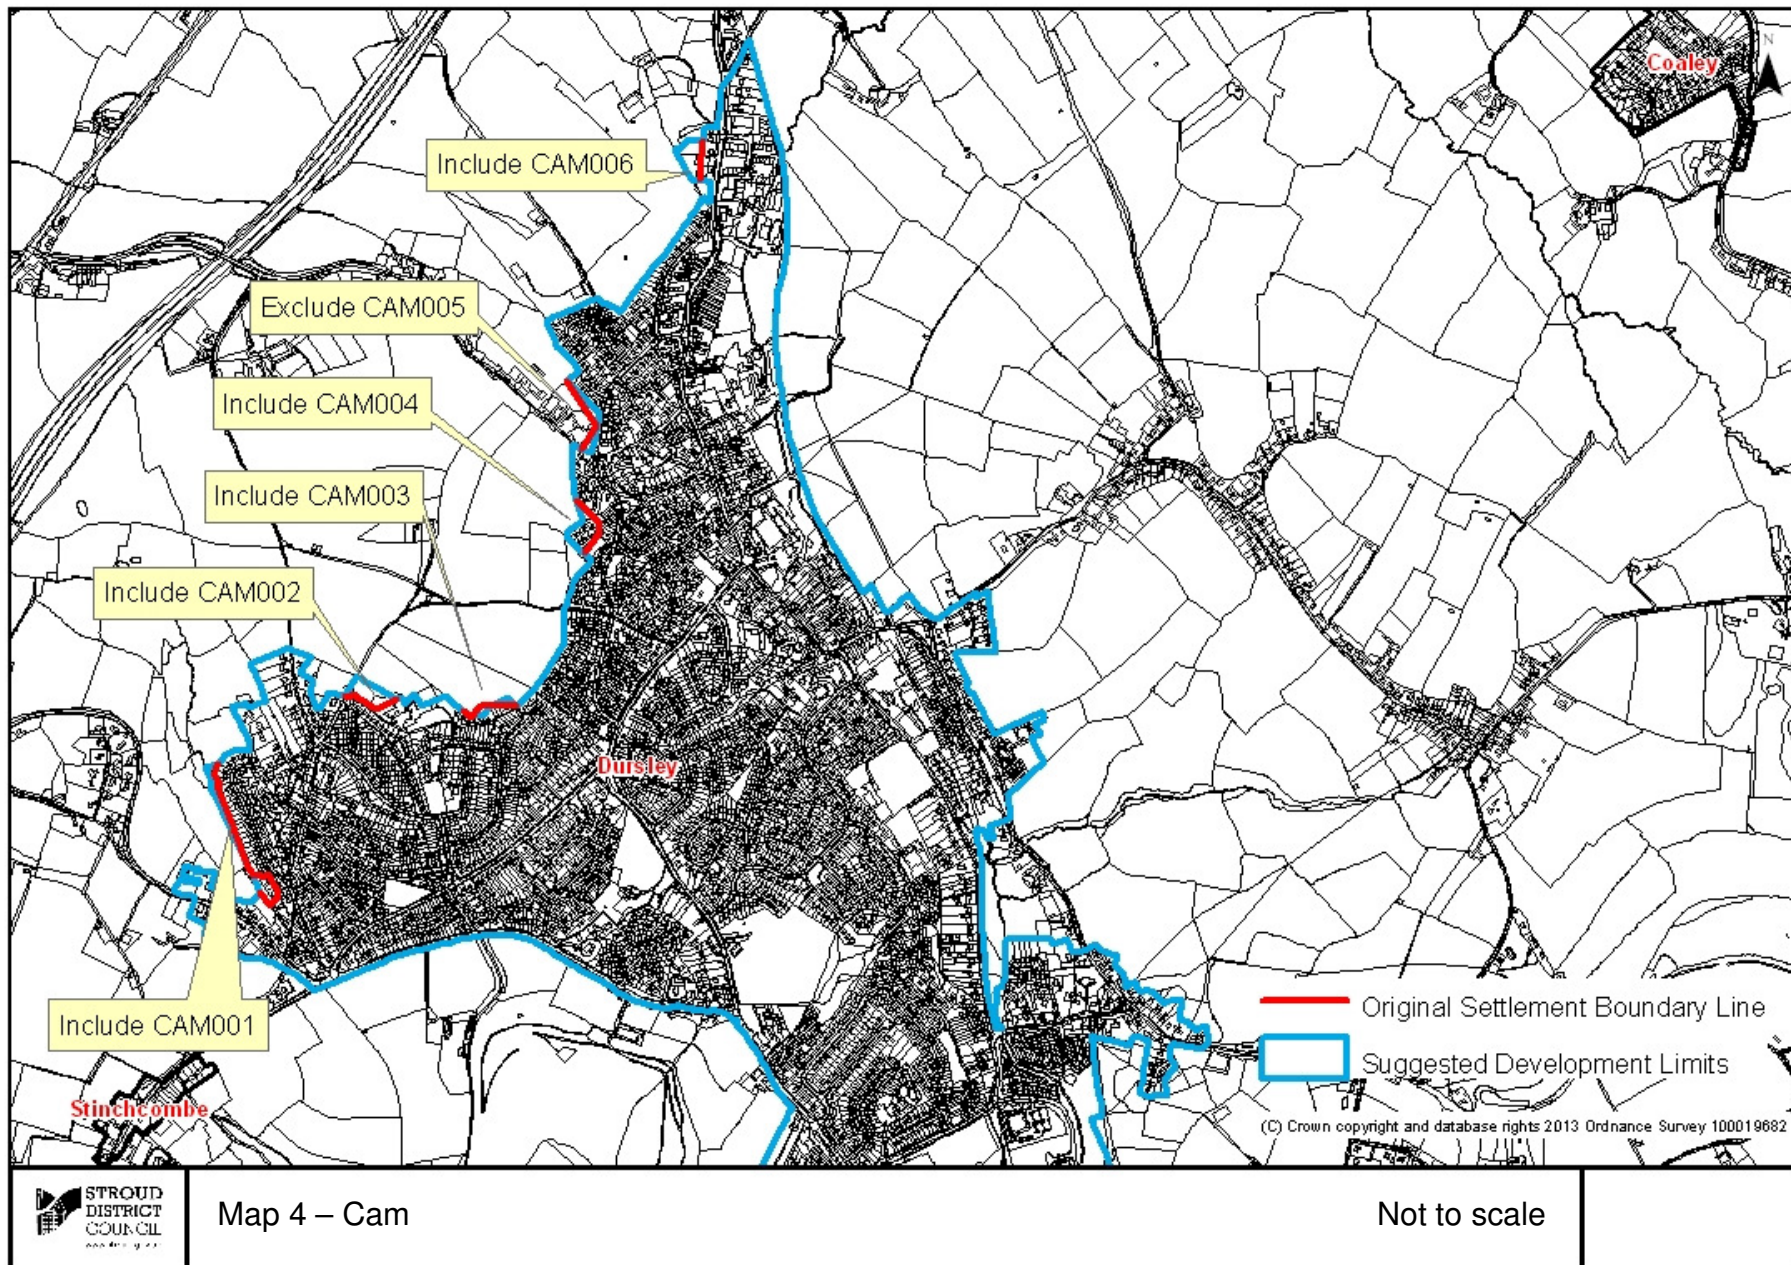 Coaley
N
Include CAM006
Exclude CAM005
Include CAM004
Include CAM003
Include CAM002
Dursley
Include CAM001
Stinchcombe
Original Settlement Boundary Line
Suggested Development Limits
(C) Crown copyright and database rights 2013 Ordnance Survey 100019682
STROUD
DISTRICT
COUNCIL
Map 4 – Cam
Not to scale